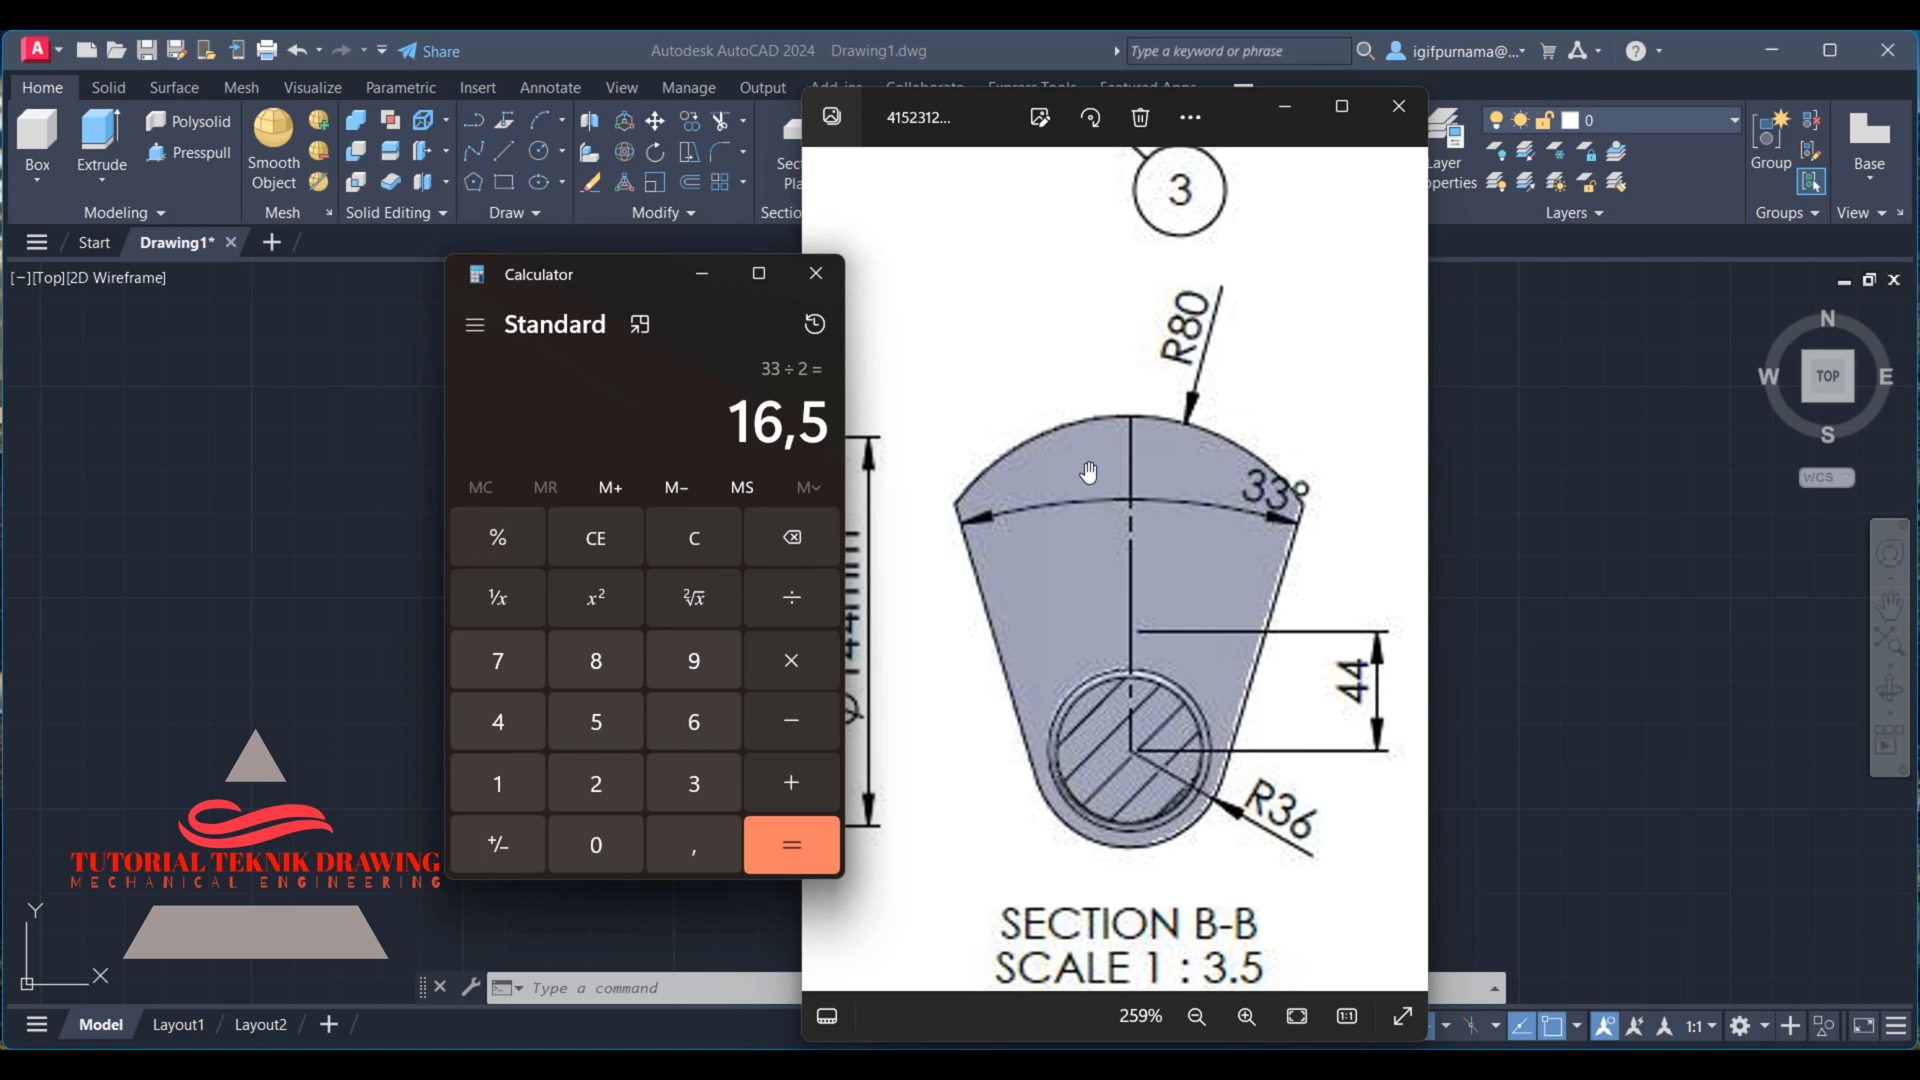 A
Share
Autodesk AutoCAD 2024 Drawing1.dwg
Type a keyword or phrase
igifpurnama@...
?
Home Solid Surface Mesh Visualize Parametric Insert Annotate View Manage Output
Box
Extrude
Polysolid
Presspull
Smooth
Object
Layer
0
Group
Base
Modeling
Mesh
Solid Editing
Draw
Modify
Layers
Groups
View
Start
Drawing1*
[−][Top][2D Wireframe]
4152312...
3
R80
33°
44
R36
SECTION B-B
SCALE 1 : 3.5
259%
1:1
Calculator
Standard
33 ÷ 2 =
16,5
MC MR M+ M− MS M
% CE C
¹/x x² ²√x ÷
7 8 9 ×
4 5 6 −
1 2 3 +
+/− 0 , =
N
W TOP E
S
WCS
TUTORIAL TEKNIK DRAWING
MECHANICAL ENGINEERING
Y
X
Type a command
Model Layout1 Layout2
1:1